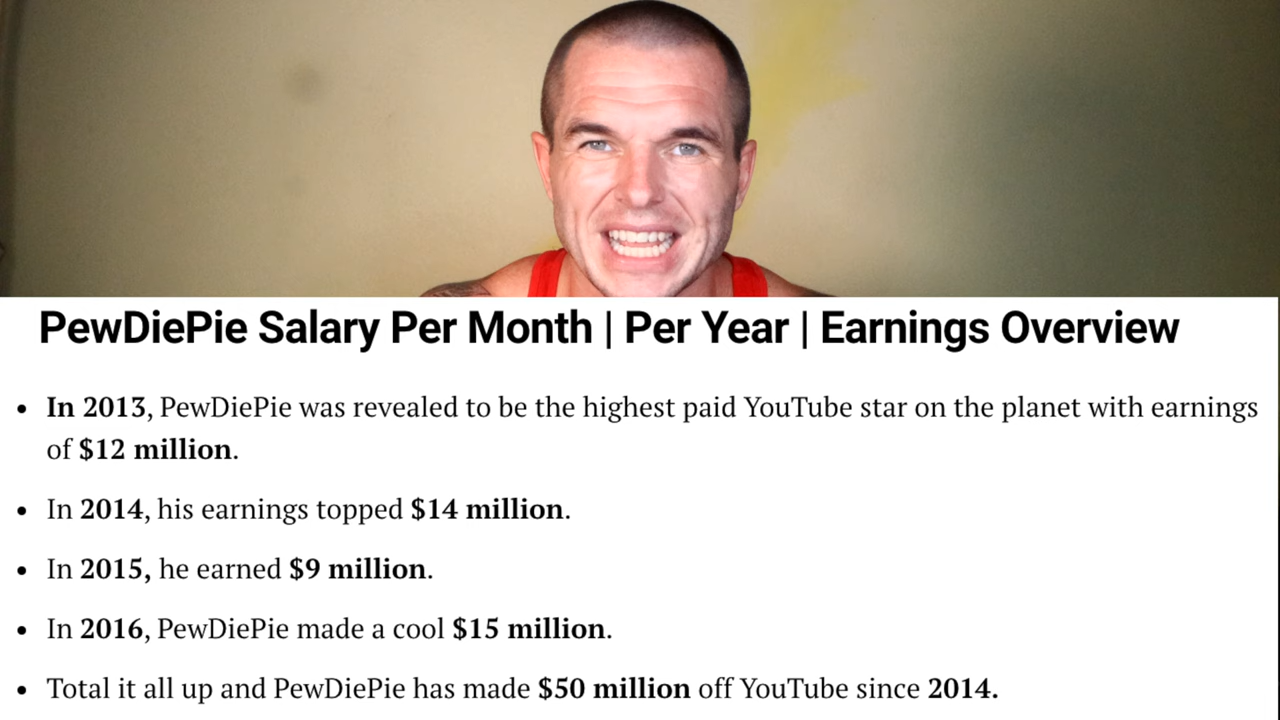 PewDiePie Salary Per Month | Per Year | Earnings Overview
• In 2013, PewDiePie was revealed to be the highest paid YouTube star on the planet with earnings
of $12 million.
• In 2014, his earnings topped $14 million.
• In 2015, he earned $9 million.
• In 2016, PewDiePie made a cool $15 million.
• Total it all up and PewDiePie has made $50 million off YouTube since 2014.